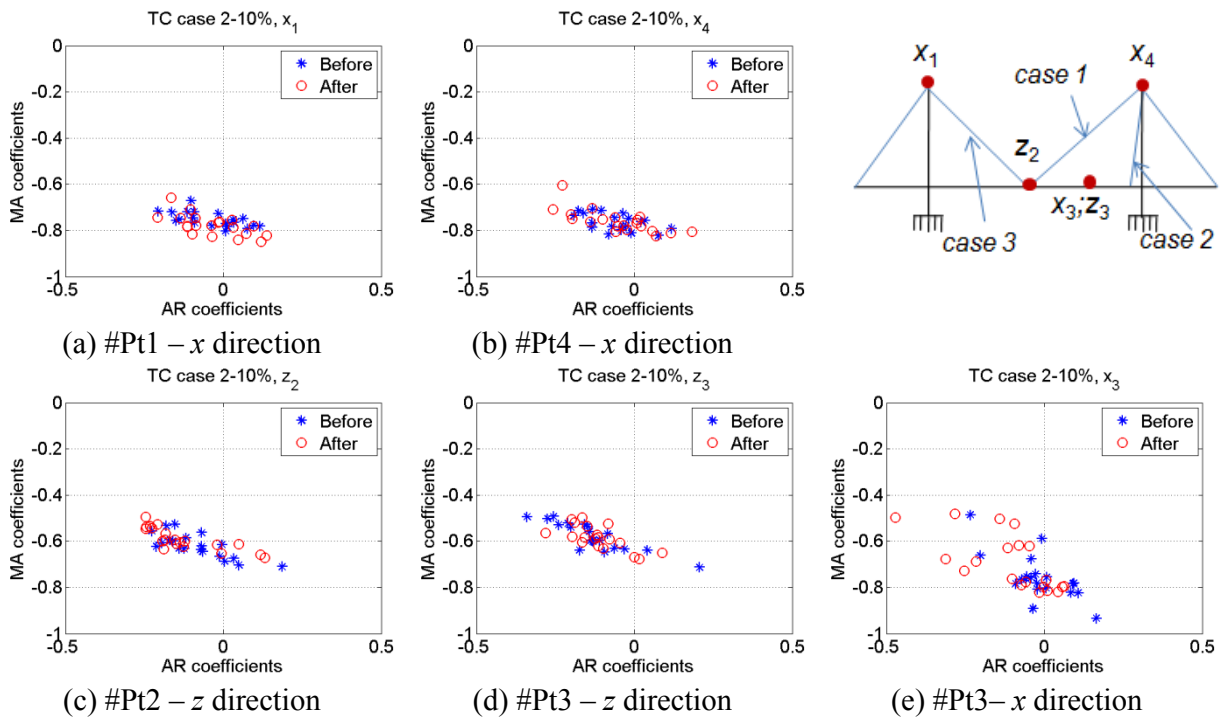 TC case 2-10%, x1
0
-0.2
-0.4
-0.6
-0.8
-1
-0.5
0
0.5
MA coefficients
AR coefficients
Before
After
(a) #Pt1 – x direction
TC case 2-10%, x4
0
-0.2
-0.4
-0.6
-0.8
-1
-0.5
0
0.5
MA coefficients
AR coefficients
Before
After
(b) #Pt4 – x direction
x1
x4
case 1
z2
x3;z3
case 3
case 2
TC case 2-10%, z2
0
-0.2
-0.4
-0.6
-0.8
-1
-0.5
0
0.5
MA coefficients
AR coefficients
Before
After
(c) #Pt2 – z direction
TC case 2-10%, z3
0
-0.2
-0.4
-0.6
-0.8
-1
-0.5
0
0.5
MA coefficients
AR coefficients
Before
After
(d) #Pt3 – z direction
TC case 2-10%, x3
0
-0.2
-0.4
-0.6
-0.8
-1
-0.5
0
0.5
MA coefficients
AR coefficients
Before
After
(e) #Pt3– x direction